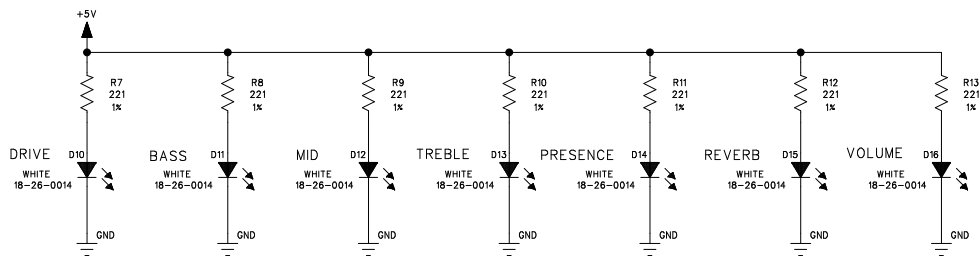 +5V
R7
221
1%
R8
221
1%
R9
221
1%
R10
221
1%
R11
221
1%
R12
221
1%
R13
221
1%
DRIVE
D10
WHITE
18-26-0014
BASS
D11
WHITE
18-26-0014
MID
D12
WHITE
18-26-0014
TREBLE
D13
WHITE
18-26-0014
PRESENCE
D14
WHITE
18-26-0014
REVERB
D15
WHITE
18-26-0014
VOLUME
D16
WHITE
18-26-0014
GND
GND
GND
GND
GND
GND
GND